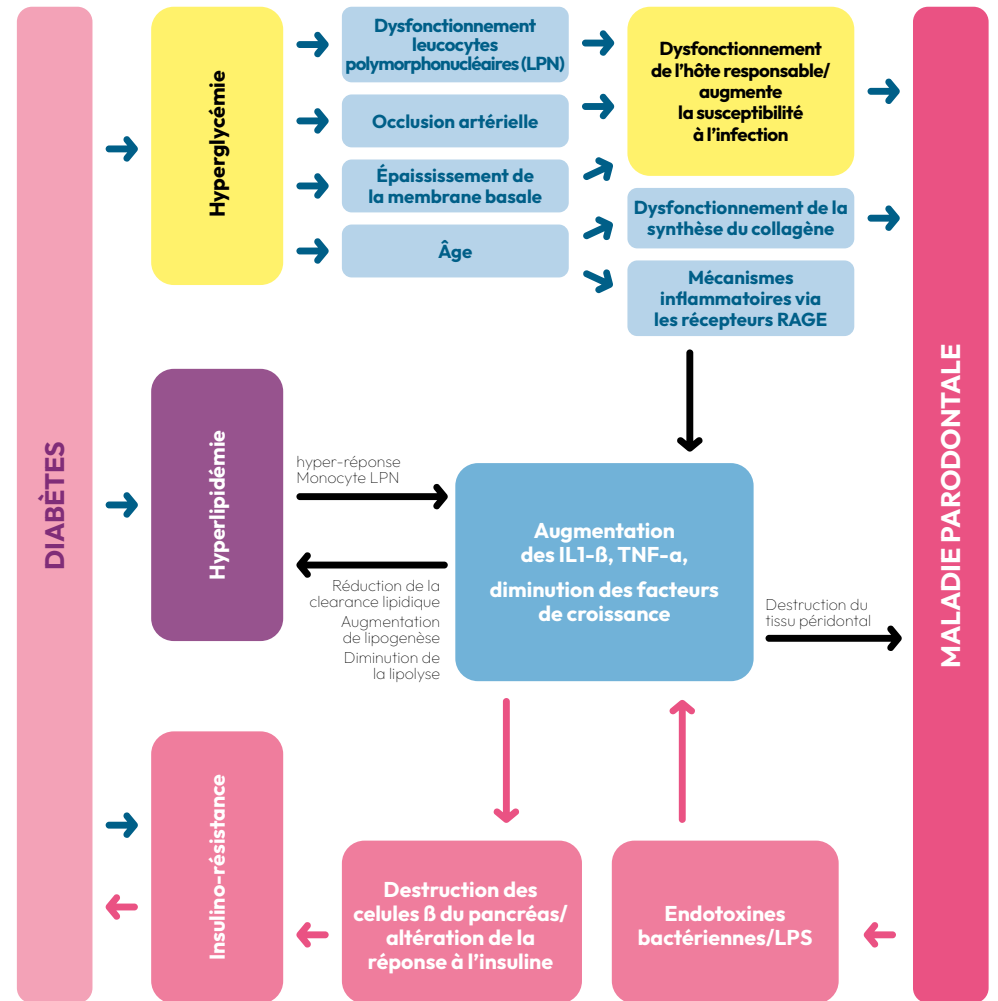 DIABÈTES
Hyperglycémie
Dysfonctionnement
leucocytes
polymorphonucléaires (LPN)
Occlusion artérielle
Épaississement de
la membrane basale
Âge
Dysfonctionnement
de l'hôte responsable/
augmente
la susceptibilité
à l'infection
Dysfonctionnement de la
synthèse du collagène
Mécanismes
inflammatoires via
les récepteurs RAGE
MALADIE PARODONTALE
Hyperlipidémie
hyper-réponse
Monocyte LPN
Réduction de la
clearance lipidique
Augmentation
de lipogenèse
Diminution de
la lipolyse
Augmentation
des IL1-ß, TNF-a,
diminution des facteurs
de croissance
Destruction du
tissu péridontal
Insulino-résistance
Destruction des
celules ß du pancréas/
altération de la
réponse à l'insuline
Endotoxines
bactériennes/LPS